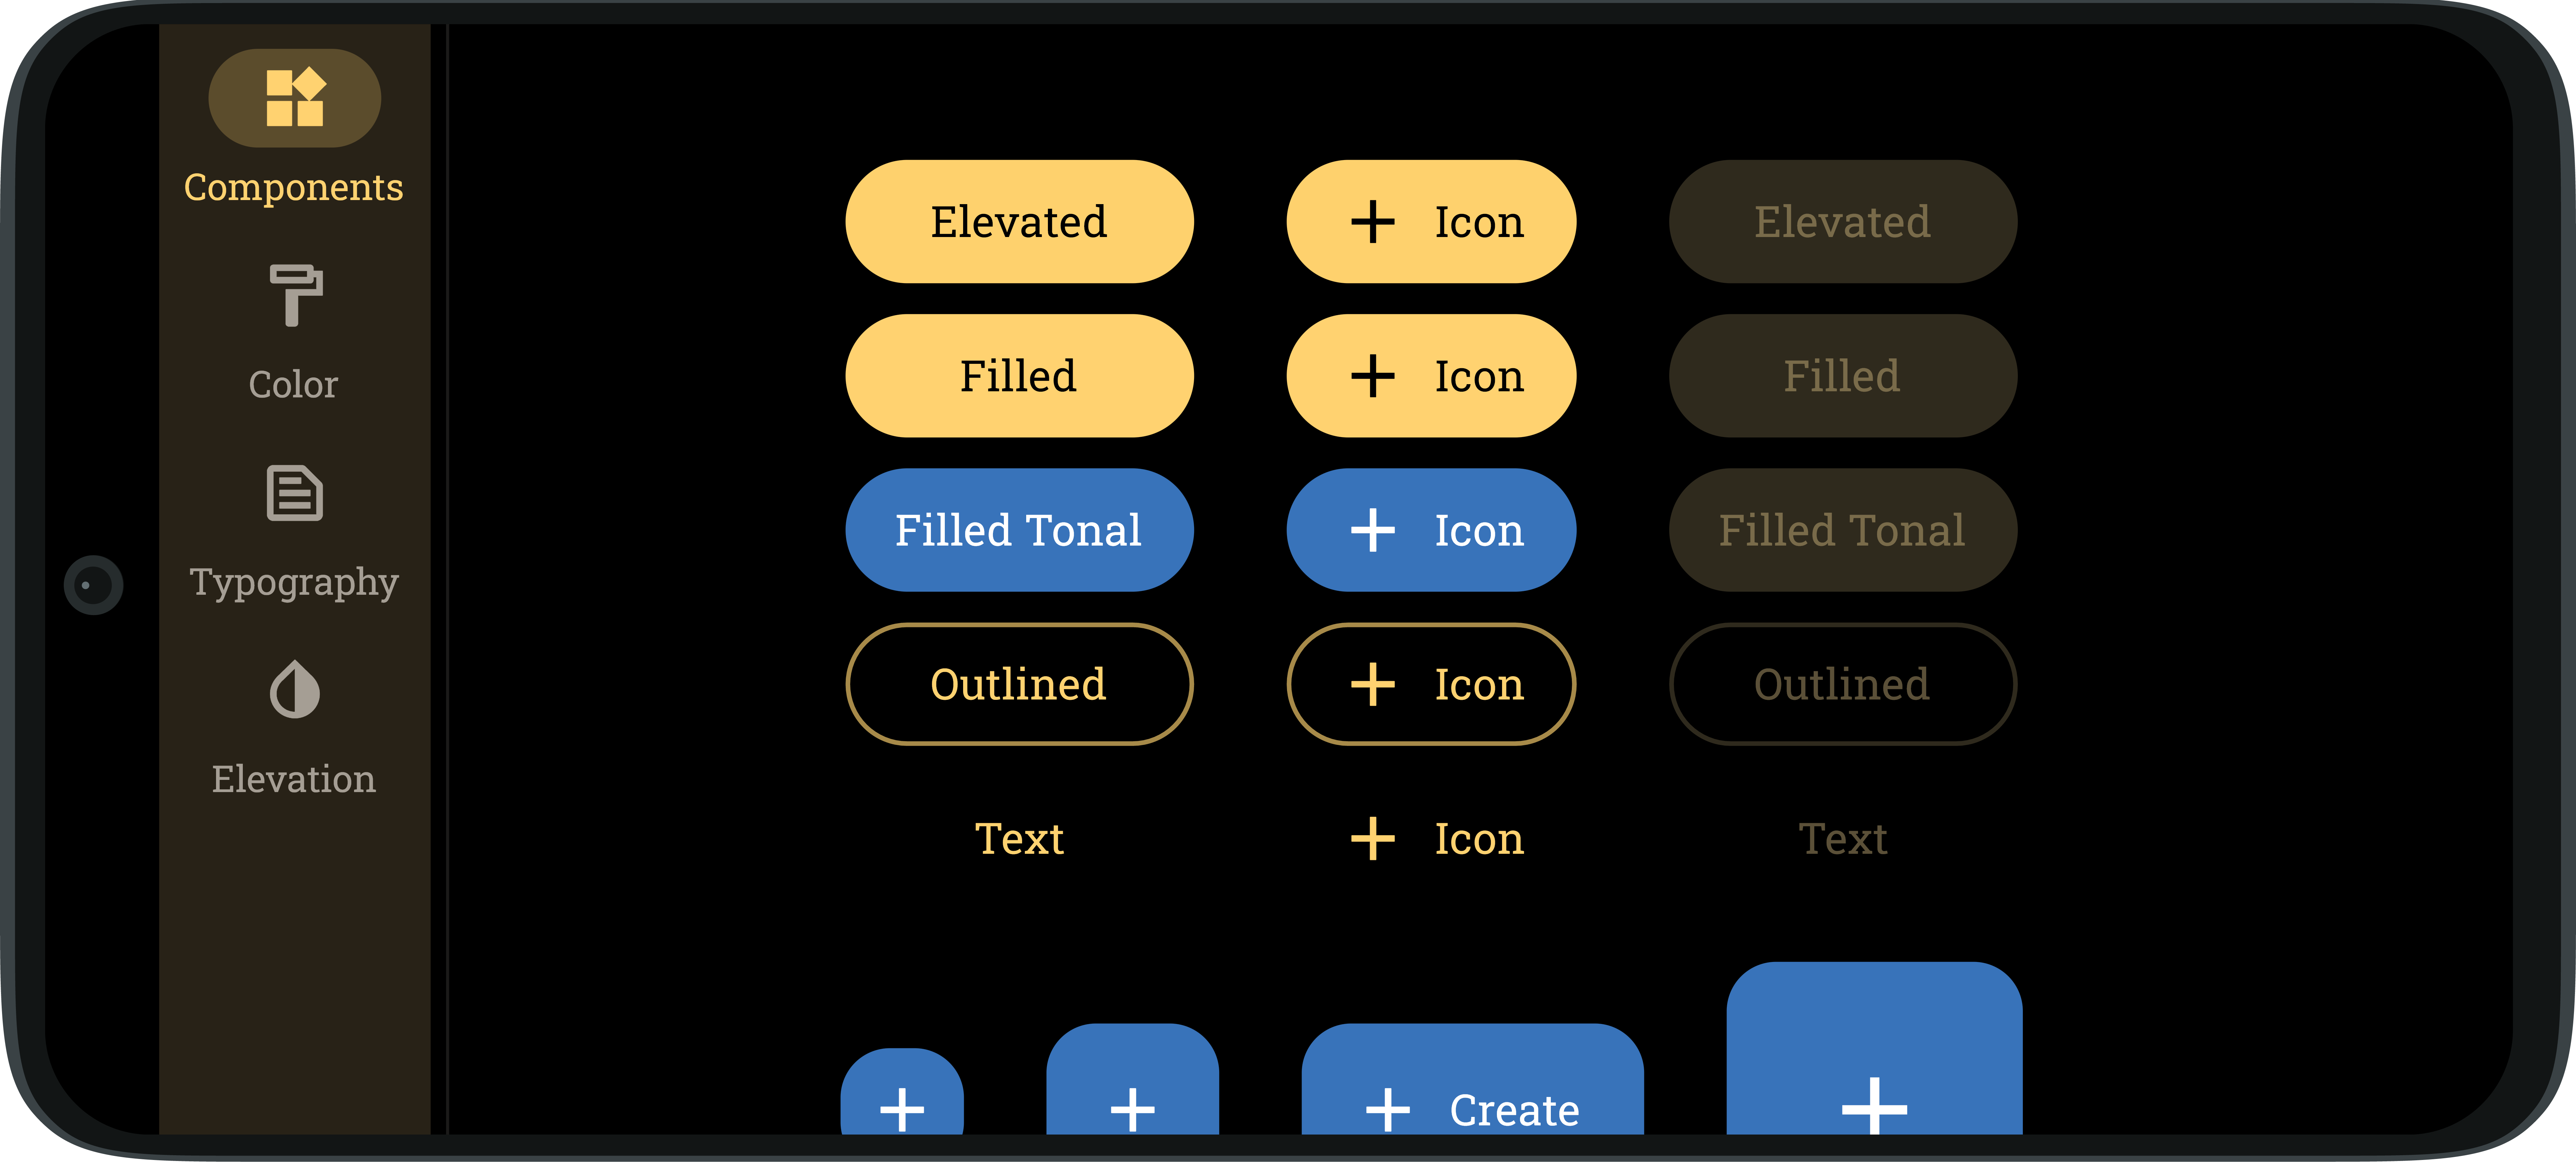 Components
Color
Typography
Elevation
Elevated
Icon
Elevated
Filled
Icon
Filled
Filled Tonal
Icon
Filled Tonal
Outlined
Icon
Outlined
Text
Icon
Text
Create